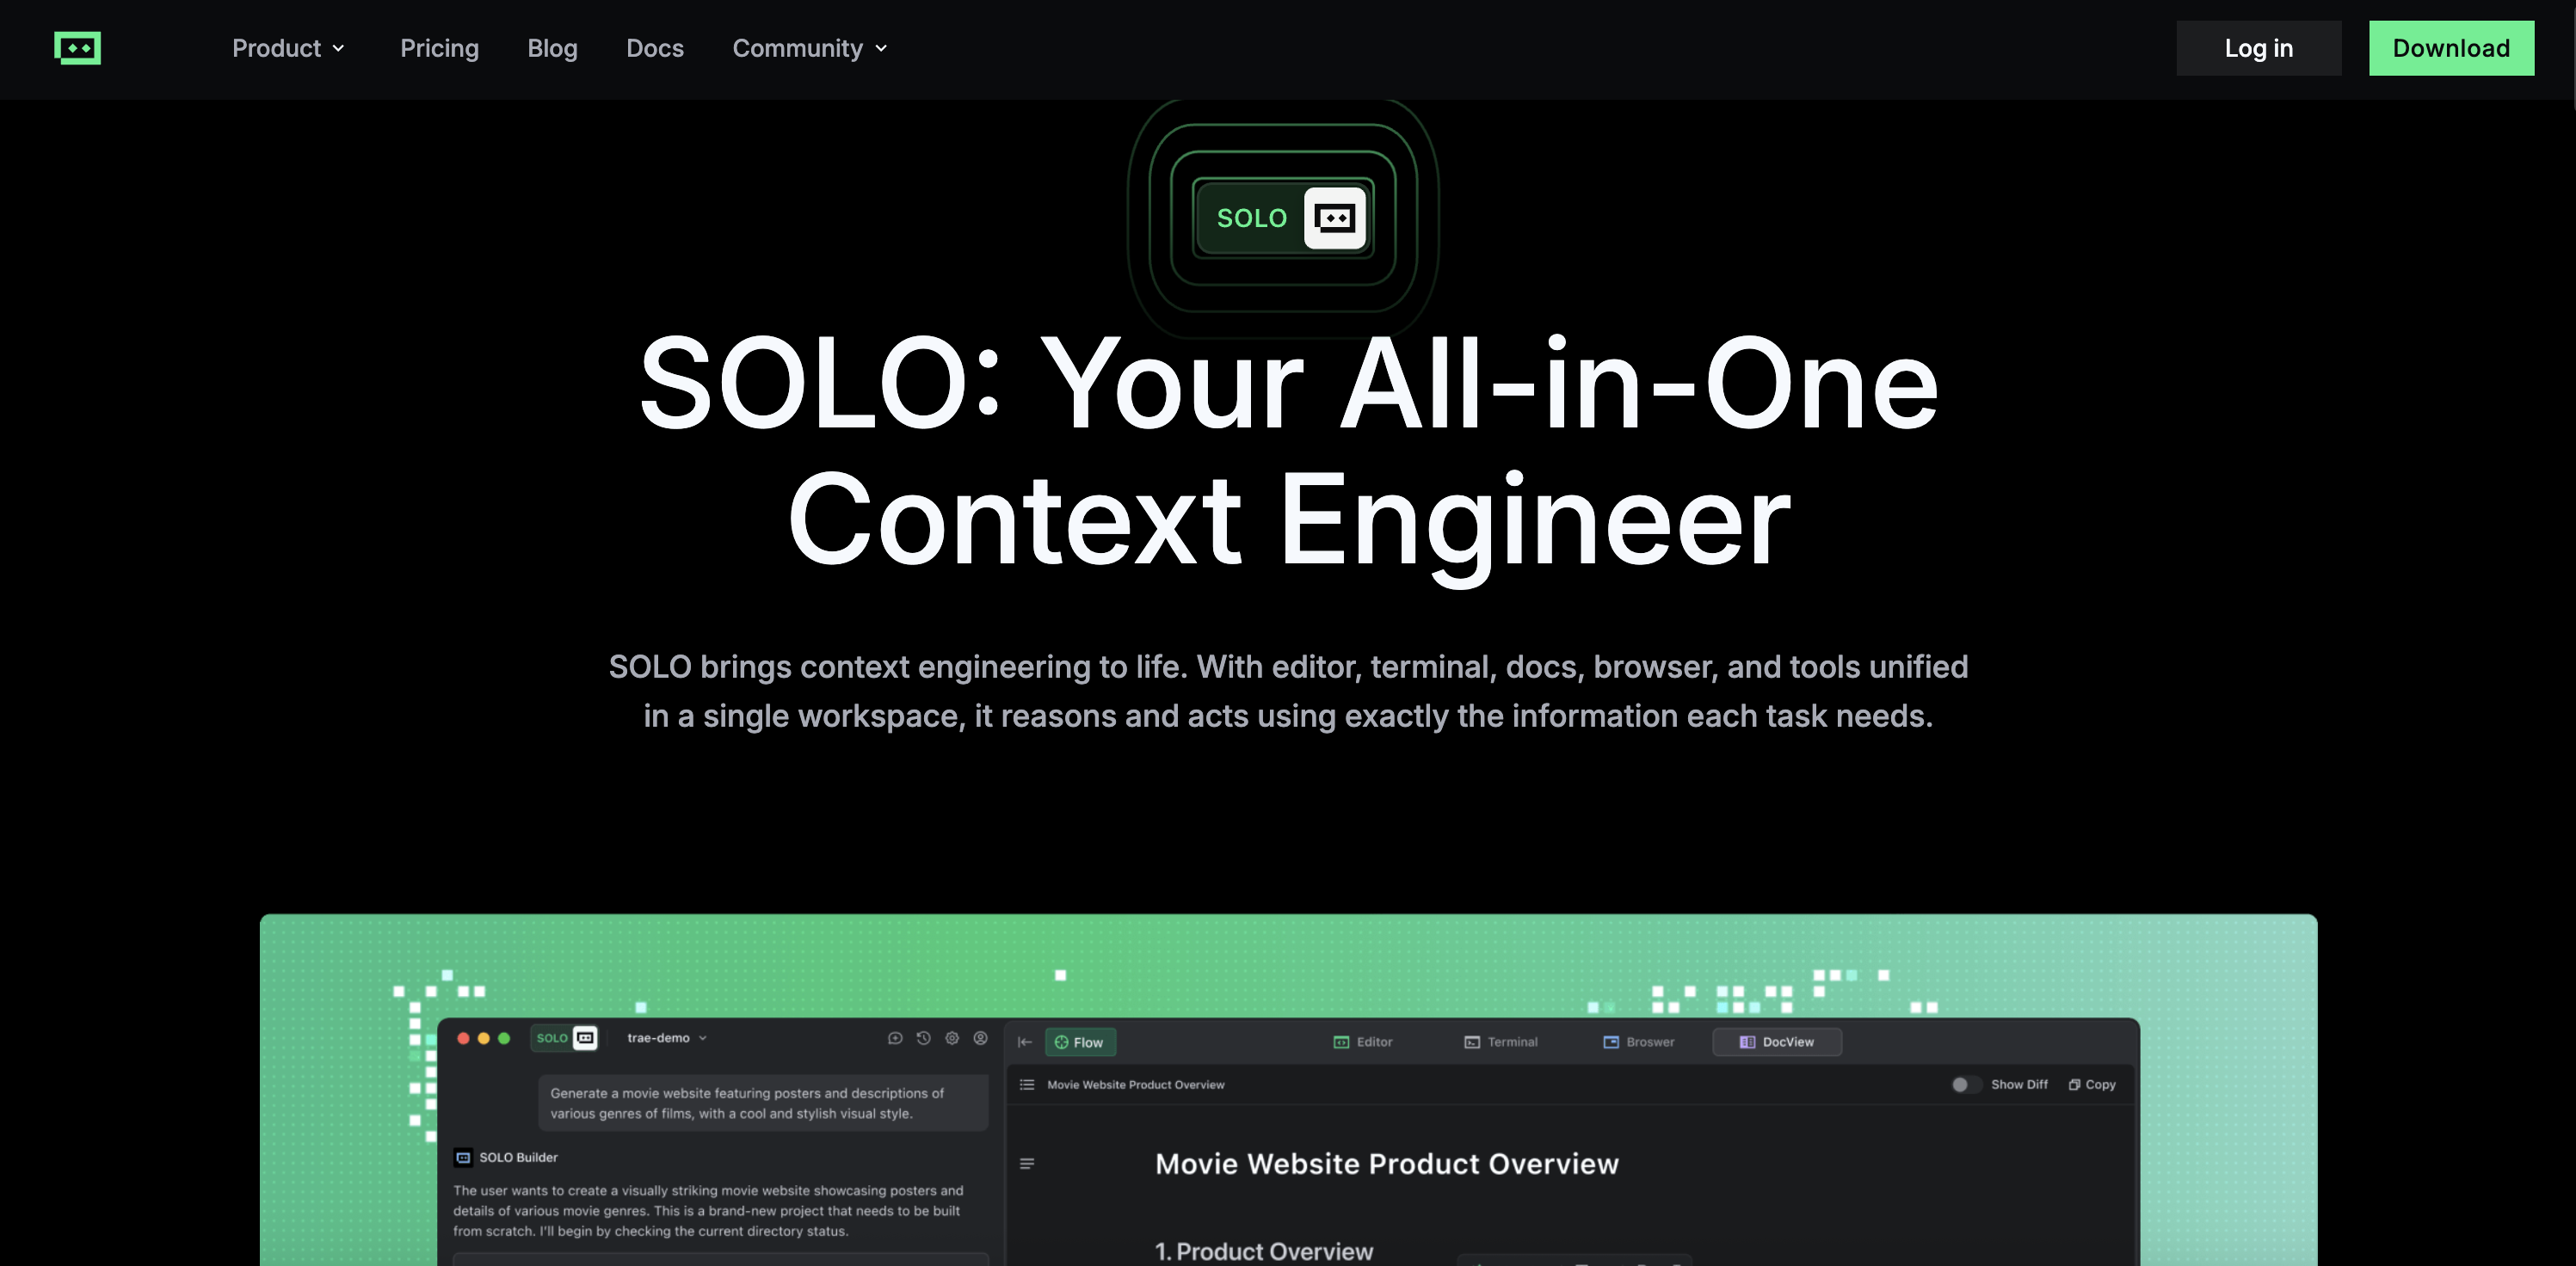 Product
Pricing
Blog
Docs
Community
Log in
Download
SOLO
SOLO: Your All-in-One
Context Engineer
SOLO brings context engineering to life. With editor, terminal, docs, browser, and tools unified
in a single workspace, it reasons and acts using exactly the information each task needs.
SOLO
trae-demo
Generate a movie website featuring posters and descriptions of
various genres of films, with a cool and stylish visual style.
SOLO Builder
The user wants to create a visually striking movie website showcasing posters and
details of various movie genres. This is a brand-new project that needs to be built
from scratch. I'll begin by checking the current directory status.
Flow
Editor
Terminal
Broswer
DocView
Movie Website Product Overview
Show Diff
Copy
Movie Website Product Overview
1. Product Overview